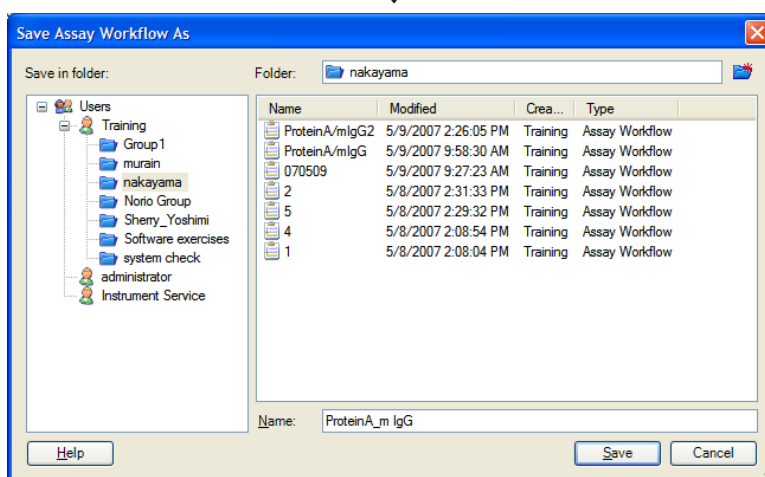 Save Assay Workflow As
Save in folder:
Folder: nakayama
Users
Training
Group1
murain
nakayama
Norio Group
Sherry_Yoshimi
Software exercises
system check
administrator
Instrument Service
Name Modified Crea... Type
ProteinA/mIgG2 5/9/2007 2:26:05 PM Training Assay Workflow
ProteinA/mIgG 5/9/2007 9:58:30 AM Training Assay Workflow
070509 5/9/2007 9:27:23 AM Training Assay Workflow
2 5/8/2007 2:31:33 PM Training Assay Workflow
5 5/8/2007 2:29:32 PM Training Assay Workflow
4 5/8/2007 2:08:54 PM Training Assay Workflow
1 5/8/2007 2:08:04 PM Training Assay Workflow
Name: ProteinA_m IgG
Help Save Cancel